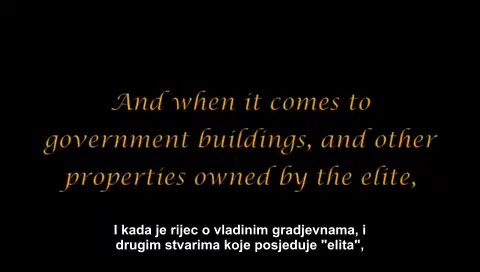 And when it comes to
government buildings, and other
properties owned by the elite,
I kada je rijec o vladinim gradjevnama, i
drugim stvarima koje posjeduje "elita",